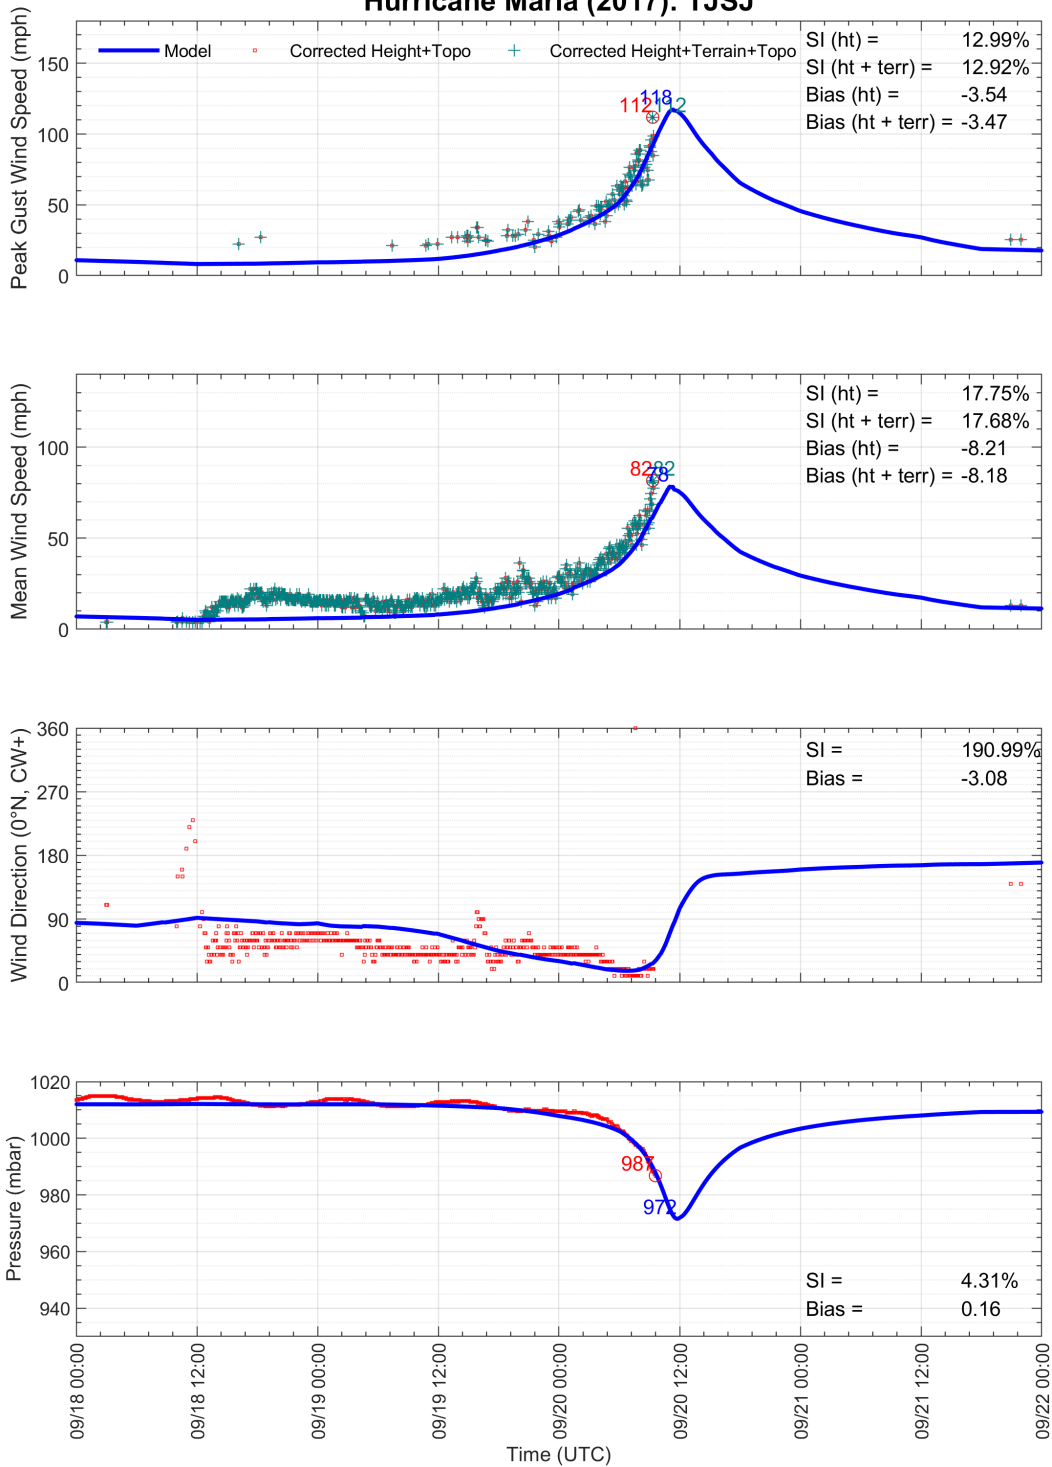 Hurricane Maria (2017): TJSJ
Peak Gust Wind Speed (mph)
Model
Corrected Height+Topo
Corrected Height+Terrain+Topo
SI (ht) = 12.99%
SI (ht + terr) = 12.92%
Bias (ht) = -3.54
Bias (ht + terr) = -3.47
150
100
50
0
112
118
112
Mean Wind Speed (mph)
SI (ht) = 17.75%
SI (ht + terr) = 17.68%
Bias (ht) = -8.21
Bias (ht + terr) = -8.18
100
50
0
82
78
82
Wind Direction (0°N, CW+)
SI = 190.99%
Bias = -3.08
360
270
180
90
0
Pressure (mbar)
1020
1000
980
960
940
987
972
SI = 4.31%
Bias = 0.16
09/18 00:00
09/18 12:00
09/19 00:00
09/19 12:00
09/20 00:00
09/20 12:00
09/21 00:00
09/21 12:00
09/22 00:00
Time (UTC)